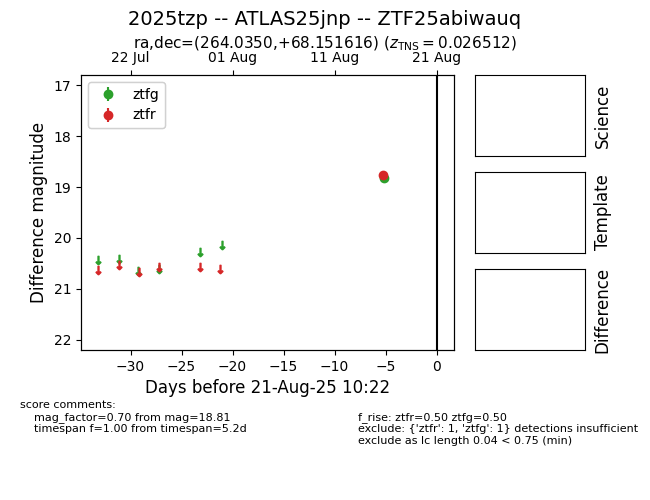 2025tzp -- ATLAS25jnp -- ZTF25abiwauq
ra,dec=(264.0350,+68.151616) (zTNS = 0.026512)
22 Jul 01 Aug 11 Aug 21 Aug
ztfg
ztfr
17
18
19
20
21
22
Difference magnitude
−30 −25 −20 −15 −10 −5 0
Days before 21-Aug-25 10:22
Science
Template
Difference
score comments:
mag_factor=0.70 from mag=18.81
timespan f=1.00 from timespan=5.2d
f_rise: ztfr=0.50 ztfg=0.50
exclude: {'ztfr': 1, 'ztfg': 1} detections insufficient
exclude as lc length 0.04 < 0.75 (min)